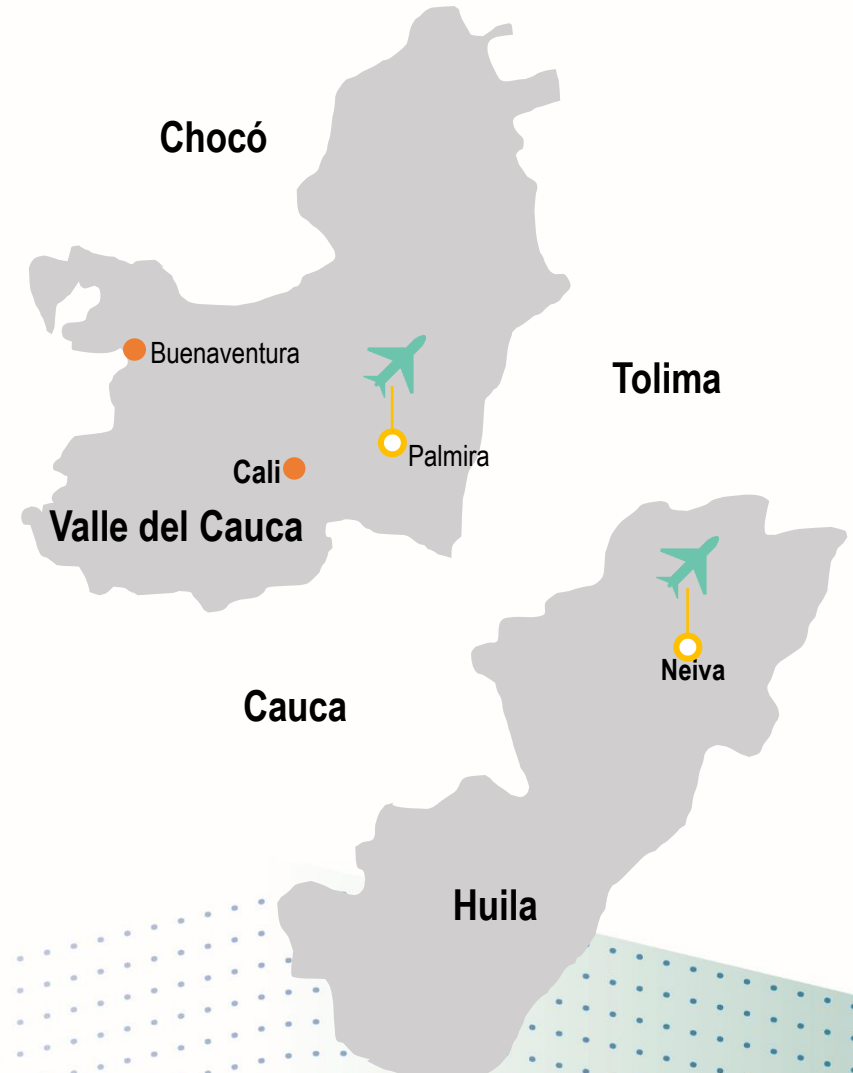 Chocó
Buenaventura
Tolima
Palmira
Cali
Valle del Cauca
Neiva
Cauca
Huila